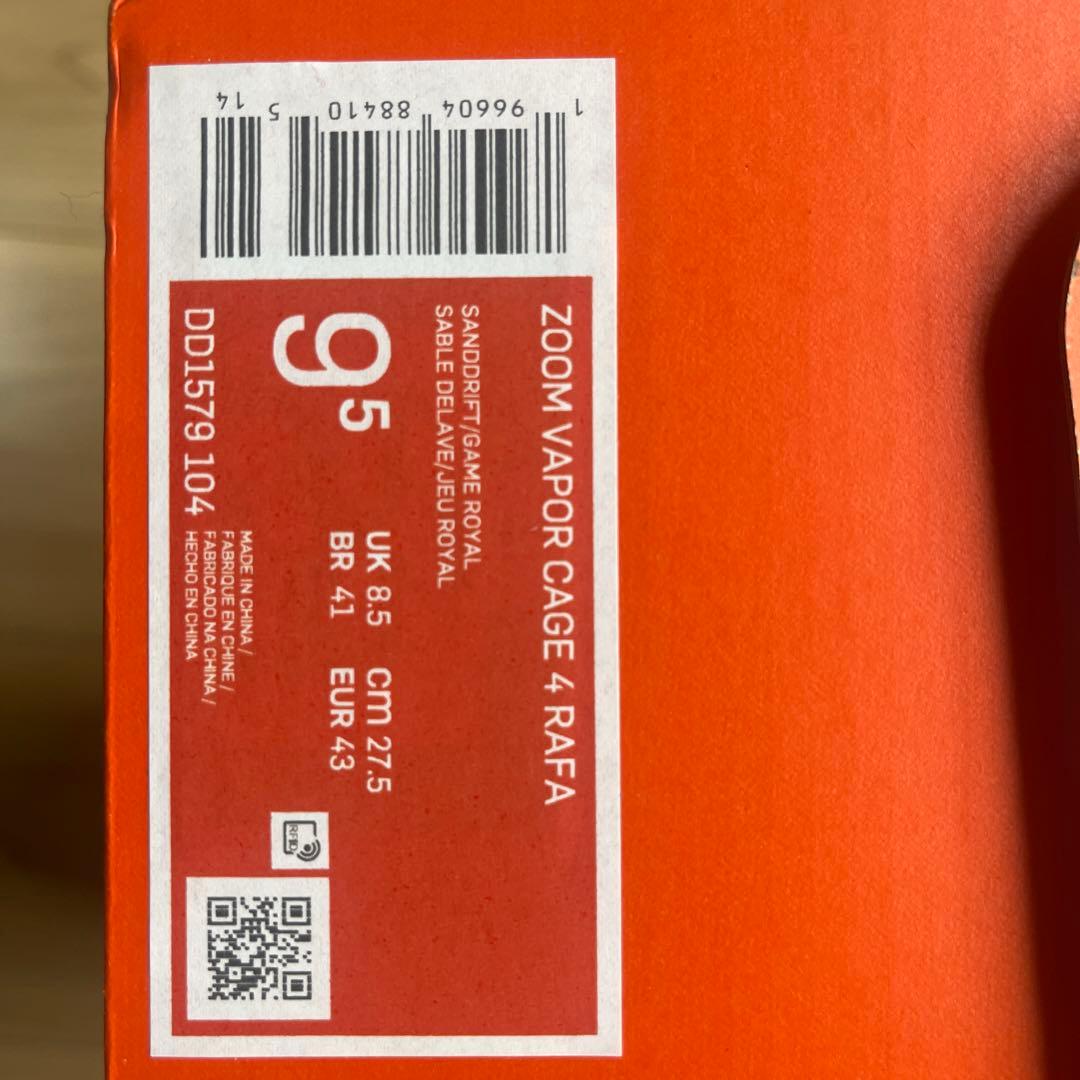 ZOOM VAPOR CAGE 4 RAFA
SANDDRIFT/GAME ROYAL
SABLE DELAVE/JEU ROYAL
9.5
UK 8.5 cm 27.5
BR 41 EUR 43
DD1579 104
MADE IN CHINA /
FABRIQUE EN CHINE /
FABRICADO NA CHINA /
HECHO EN CHINA
RFID
1 96604 88410 5 14